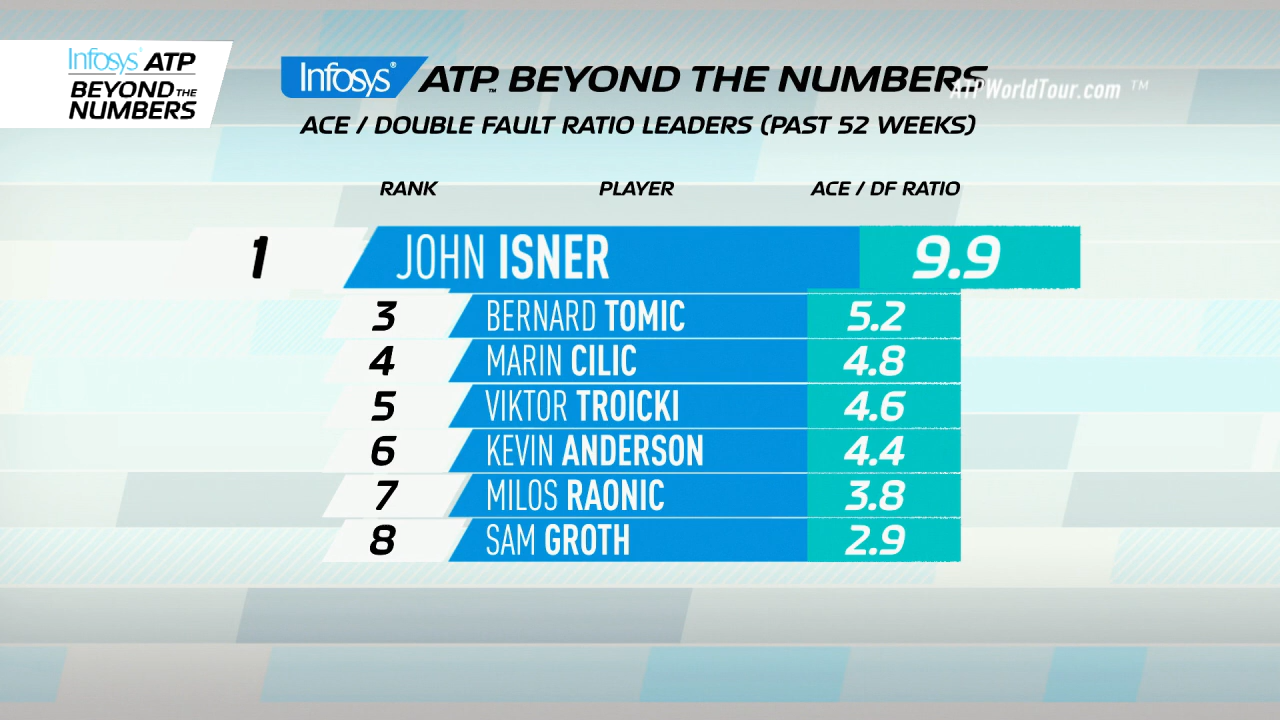 Infosys® ATP
BEYOND THE
NUMBERS
Infosys® ATP™ BEYOND THE NUMBERS
ATPWorldTour.com ™
ACE / DOUBLE FAULT RATIO LEADERS (PAST 52 WEEKS)
RANK PLAYER ACE / DF RATIO
1 JOHN ISNER 9.9
3 BERNARD TOMIC 5.2
4 MARIN CILIC 4.8
5 VIKTOR TROICKI 4.6
6 KEVIN ANDERSON 4.4
7 MILOS RAONIC 3.8
8 SAM GROTH 2.9